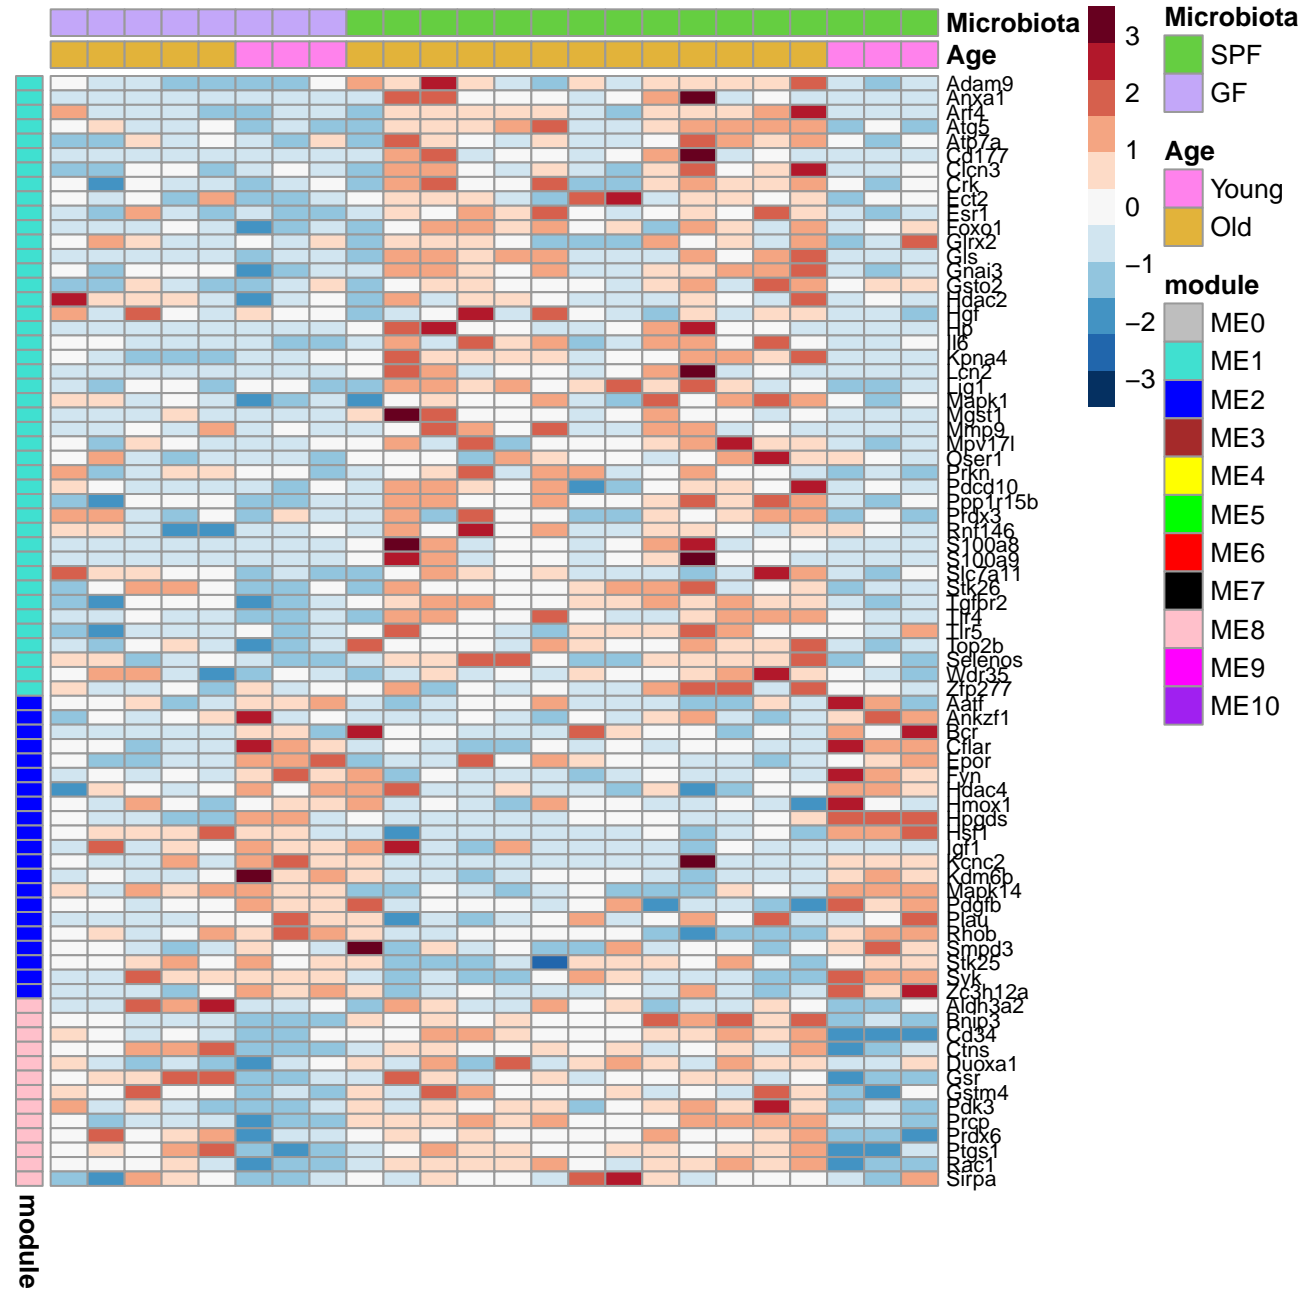 Microbiota
Age
Adam9
Anxa1
Arf4
Atg5
Atp7a
Cd177
Clcn3
Crk
Ect2
Esr1
Foxo1
Glrx2
Gls
Gnai3
Gsto2
Hdac2
Hgf
Hp
Il6
Kpna4
Lcn2
Lig1
Mapk1
Mgst1
Mmp9
Mpv17l
Oser1
Prkn
Pdcd10
Ppp1r15b
Prdx3
Rnf146
S100a8
S100a9
Slc7a11
Stk26
Tgfbr2
Tlr4
Tlr5
Top2b
Selenos
Wdr35
Zfp277
Aatf
Ankzf1
Bcr
Cflar
Epor
Fyn
Hdac4
Hmox1
Hpgds
Hsf1
Igf1
Kcnc2
Kdm6b
Mapk14
Pdgfb
Plau
Rhob
Smpd3
Stk25
Syk
Zc3h12a
Aldh3a2
Bnip3
Cd34
Ctns
Duoxa1
Gsr
Gstm4
Pdk3
Prcp
Prdx6
Ptgs1
Rac1
Sirpa
module
3
2
1
0
−1
−2
−3
Microbiota
SPF
GF
Age
Young
Old
module
ME0
ME1
ME2
ME3
ME4
ME5
ME6
ME7
ME8
ME9
ME10